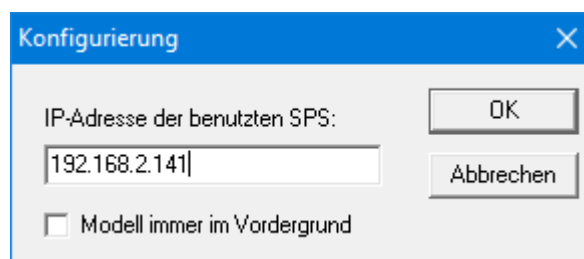 Konfigurierung
IP-Adresse der benutzten SPS:
OK
192.168.2.141
Abbrechen
Modell immer im Vordergrund